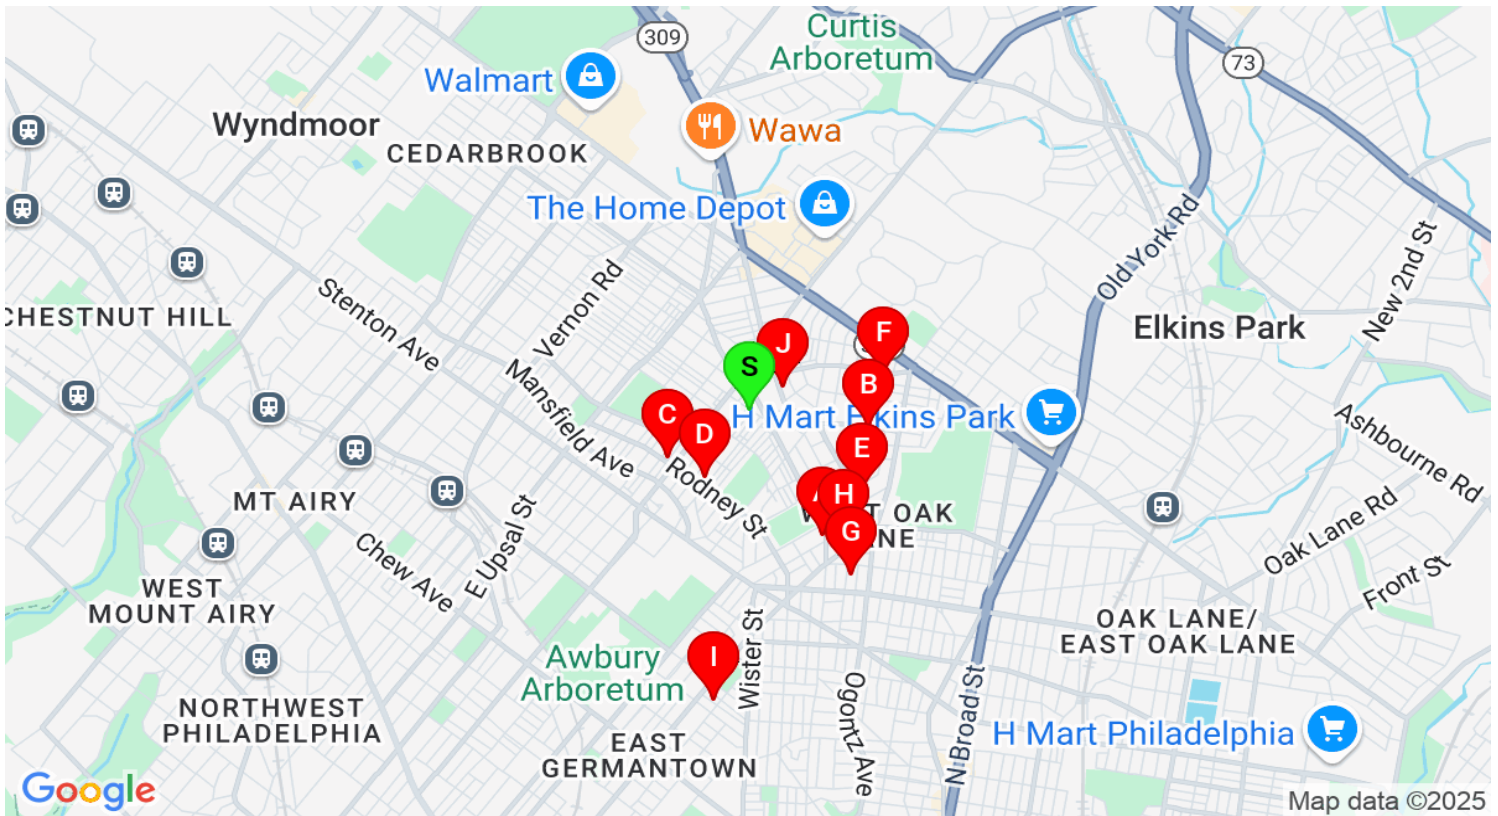 Curtis
Arboretum
309
73
Walmart
Wyndmoor
Wawa
CEDARBROOK
The Home Depot
Old York Rd
New 2nd St
Vernon Rd
CHESTNUT HILL
Stenton Ave
Elkins Park
F
J
S
B
Mansfield Ave
C
D
H Mart Elkins Park
Ashbourne Rd
E
Rodney St
MT AIRY
A
H
WEST OAK
LANE
G
E Upsal St
Oak Lane Rd
Chew Ave
Front St
WEST
MOUNT AIRY
OAK LANE/
EAST OAK LANE
Wister St
I
Awbury
Arboretum
Ogontz Ave
N Broad St
NORTHWEST
PHILADELPHIA
H Mart Philadelphia
EAST
GERMANTOWN
Google
Map data ©2025